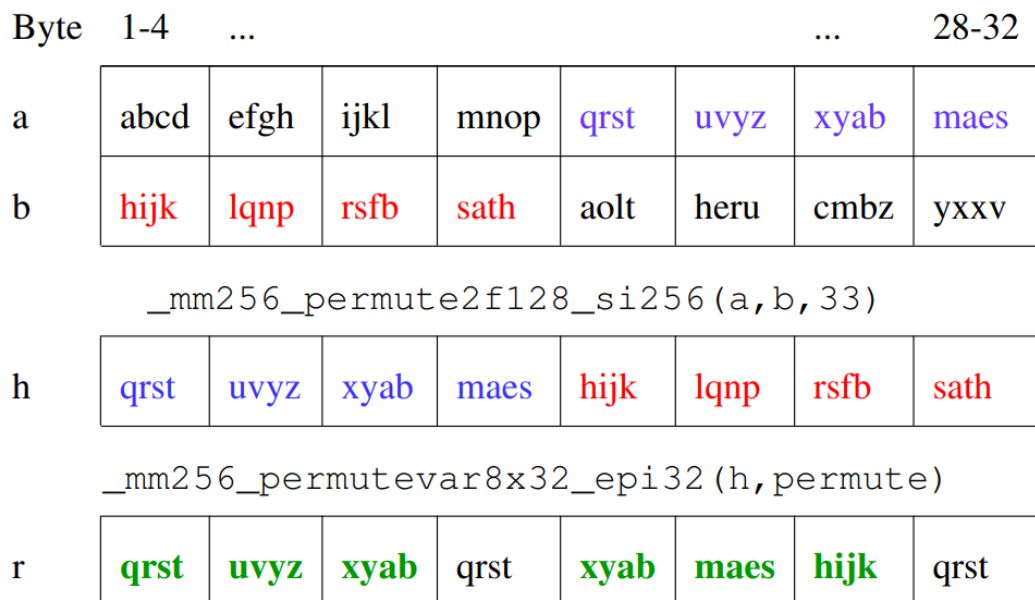 Byte 1-4 ... ... 28-32
a abcd efgh ijkl mnop qrst uvyz xyab maes
b hijk lqnp rsfb sath aolt heru cmbz yxxv
_mm256_permute2f128_si256(a,b,33)
h qrst uvyz xyab maes hijk lqnp rsfb sath
_mm256_permutevar8x32_epi32(h,permute)
r qrst uvyz xyab qrst xyab maes hijk qrst